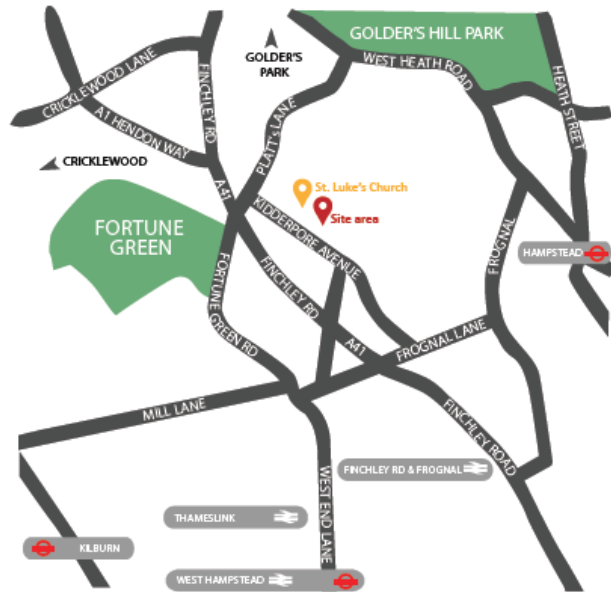 GOLDER'S HILL PARK
GOLDER'S
PARK
WEST HEATH ROAD
HEATH STREET
CRICKLEWOOD LANE
FINCHLEY RD
A1 HENDON WAY
PLATT's LANE
CRICKLEWOOD
A41
St. Luke's Church
Site area
KIDDERPORE AVENUE
FORTUNE
GREEN
FROGNAL
HAMPSTEAD
FORTUNE GREEN RD
FINCHLEY RD
A41
FROGNAL LANE
MILL LANE
FINCHLEY ROAD
FINCHLEY RD & FROGNAL
WEST END LANE
THAMESLINK
KILBURN
WEST HAMPSTEAD